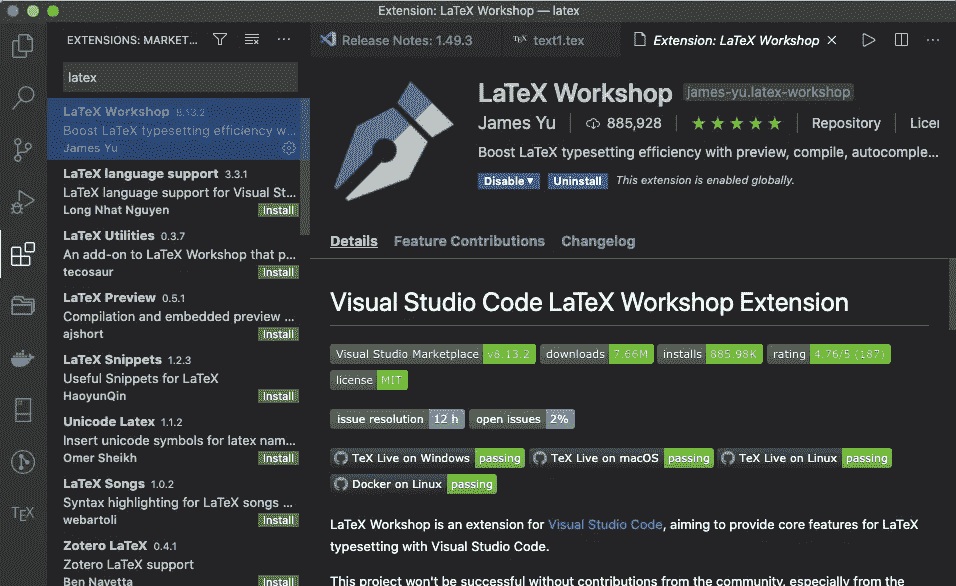 Extension: LaTeX Workshop — latex
EXTENSIONS: MARKET...
latex
LaTeX Workshop 8.13.2
Boost LaTeX typesetting efficiency w...
James Yu
LaTeX language support 3.3.1
LaTeX language support for Visual St...
Long Nhat Nguyen Install
LaTeX Utilities 0.3.7
An add-on to LaTeX Workshop that p...
tecosaur Install
LaTeX Preview 0.5.1
Compilation and embedded preview ...
ajshort Install
LaTeX Snippets 1.2.3
Useful Snippets for LaTeX
HaoyunQin Install
Unicode Latex 1.1.2
Insert unicode symbols for latex nam...
Omer Sheikh Install
LaTeX Songs 1.0.2
Syntax highlighting for LaTeX songs ...
webartoli Install
Zotero LaTeX 0.4.1
Zotero LaTeX support
Ben Navetta Install
TEX
Release Notes: 1.49.3
TEX text1.tex
Extension: LaTeX Workshop
LaTeX Workshop james-yu.latex-workshop
James Yu 885,928 Repository Licer
Boost LaTeX typesetting efficiency with preview, compile, autocomple...
Disable Uninstall This extension is enabled globally.
Details Feature Contributions Changelog
Visual Studio Code LaTeX Workshop Extension
Visual Studio Marketplace v8.13.2 downloads 7.66M installs 885.98K rating 4.76/5 (187)
license MIT
issue resolution 12 h open issues 2%
TeX Live on Windows passing TeX Live on macOS passing TeX Live on Linux passing
Docker on Linux passing
LaTeX Workshop is an extension for Visual Studio Code, aiming to provide core features for LaTeX
typesetting with Visual Studio Code.
This project won't be successful without contributions from the community, especially from the